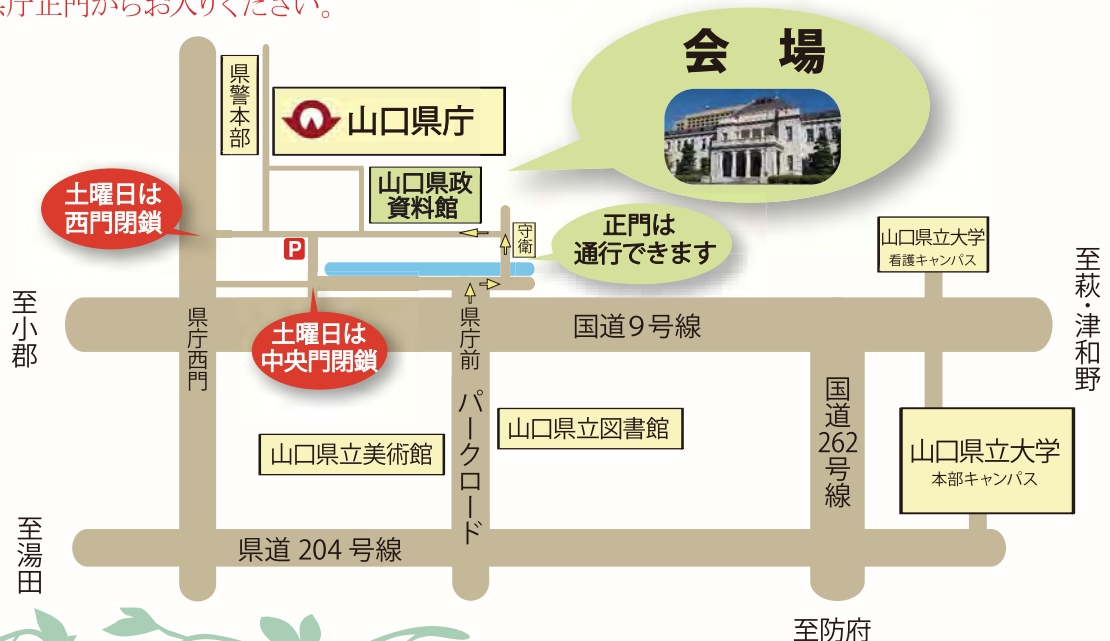 県庁正門からお入りください。
会 場
県警本部
山口県庁
山口県政
資料館
土曜日は
西門閉鎖
P
守衛
正門は
通行できます
山口県立大学
看護キャンパス
至萩・津和野
至小郡
県庁西門
土曜日は
中央門閉鎖
県庁前
国道9号線
パークロード
国道262号線
山口県立美術館
山口県立図書館
山口県立大学
本部キャンパス
至湯田
県道 204 号線
至防府